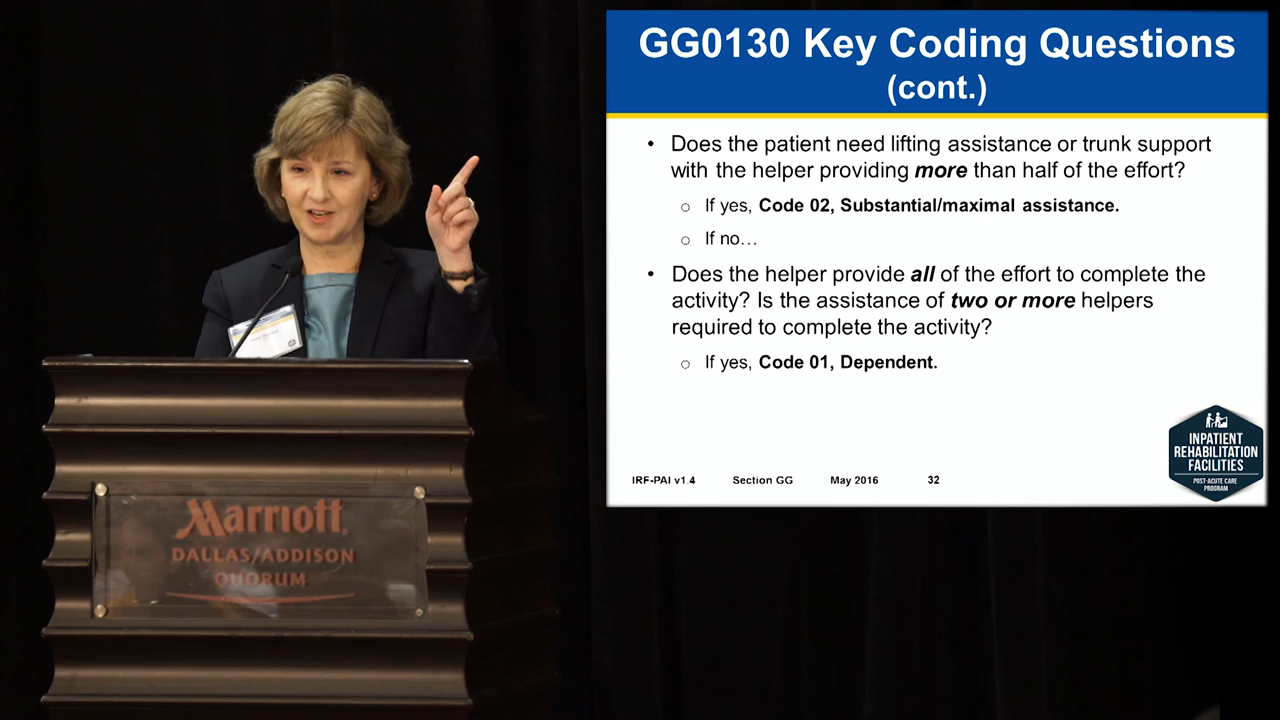 GG0130 Key Coding Questions
(cont.)
• Does the patient need lifting assistance or trunk support
with the helper providing more than half of the effort?
o If yes, Code 02, Substantial/maximal assistance.
o If no…
• Does the helper provide all of the effort to complete the
activity? Is the assistance of two or more helpers
required to complete the activity?
o If yes, Code 01, Dependent.
INPATIENT
REHABILITATION
FACILITIES
POST-ACUTE CARE
PROGRAM
IRF-PAI v1.4 Section GG May 2016 32
Marriott
DALLAS/ADDISON
QUORUM